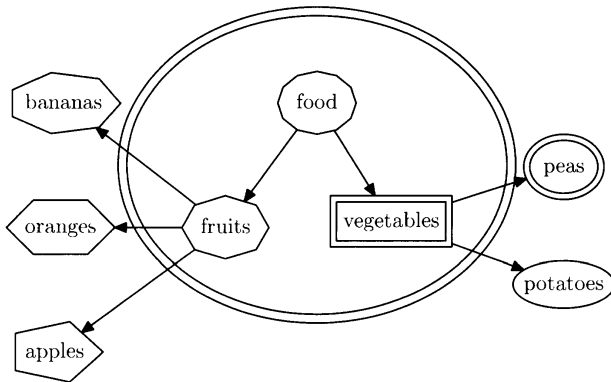 bananas
food
peas
oranges
fruits
vegetables
potatoes
apples